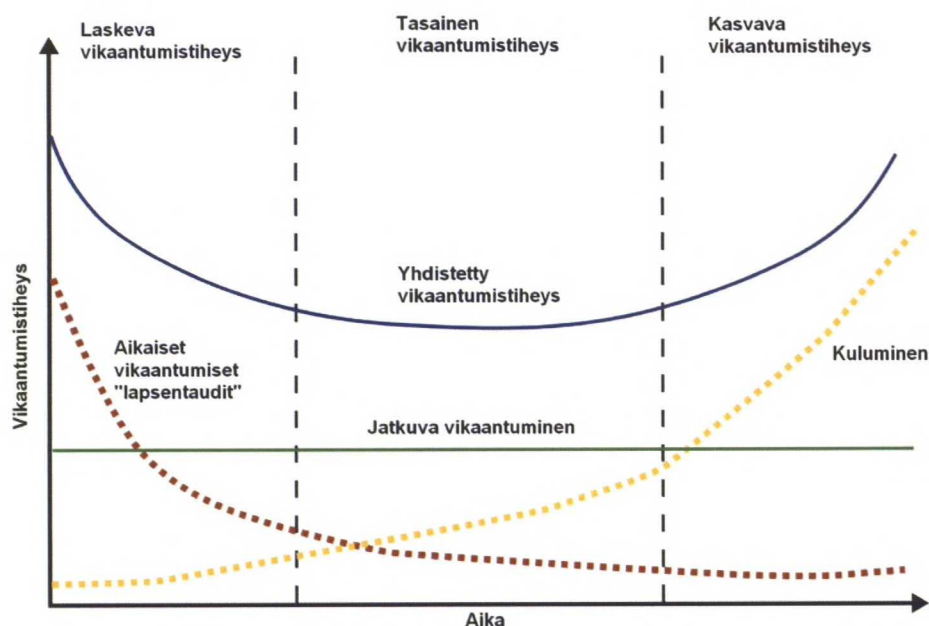 Laskeva
vikaantumistiheys
Tasainen
vikaantumistiheys
Kasvava
vikaantumistiheys
Vikaantumistiheys
Yhdistetty
vikaantumistiheys
Aikaiset
vikaantumiset
"lapsentaudit"
Kuluminen
Jatkuva vikaantuminen
Aika